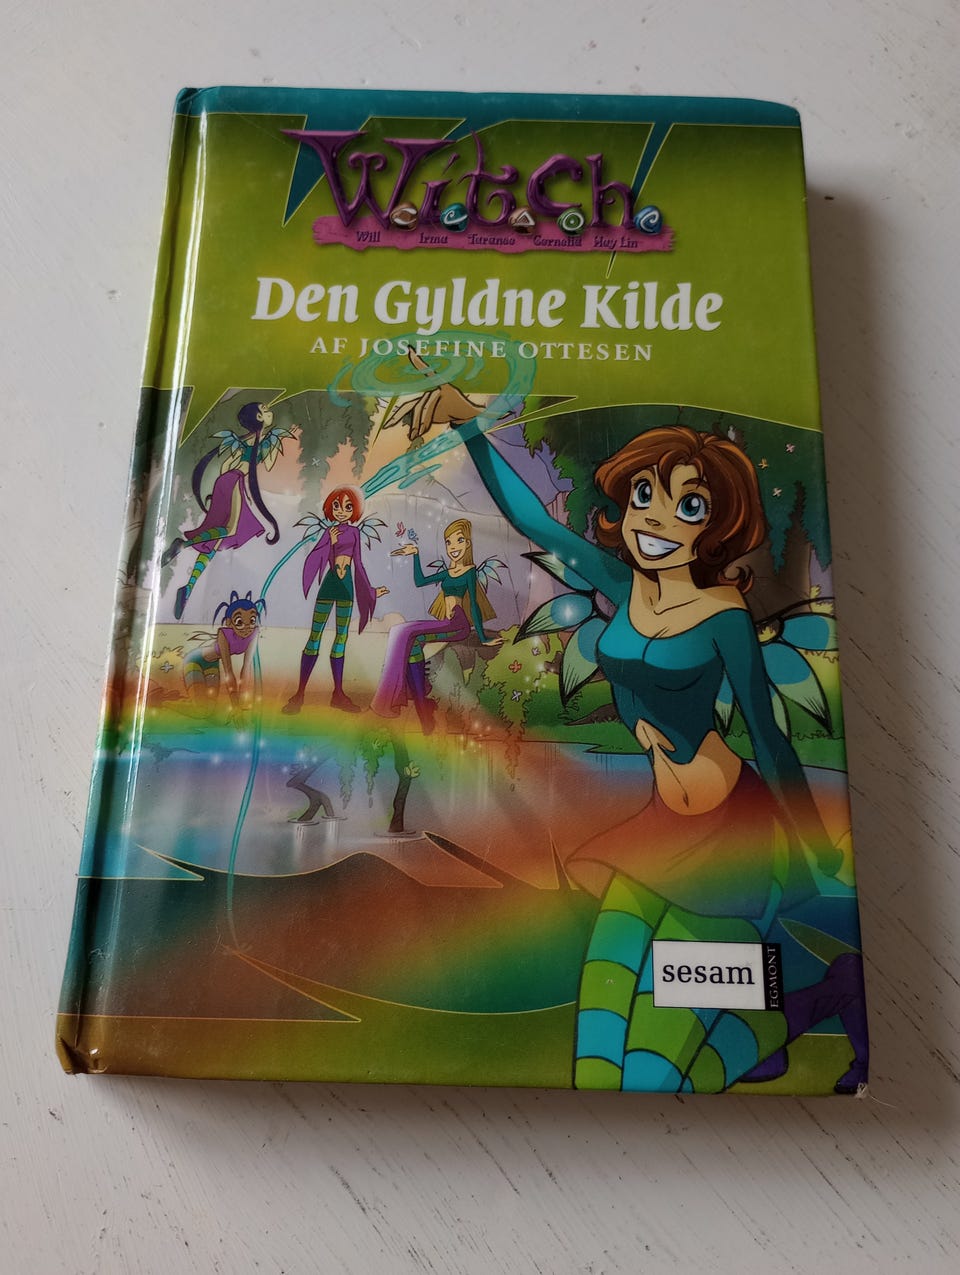 W.i.t.c.h.
Will Irma Taranee Cornelia Hay Lin
Den Gyldne Kilde
AF JOSEFINE OTTESEN
sesam
EGMONT